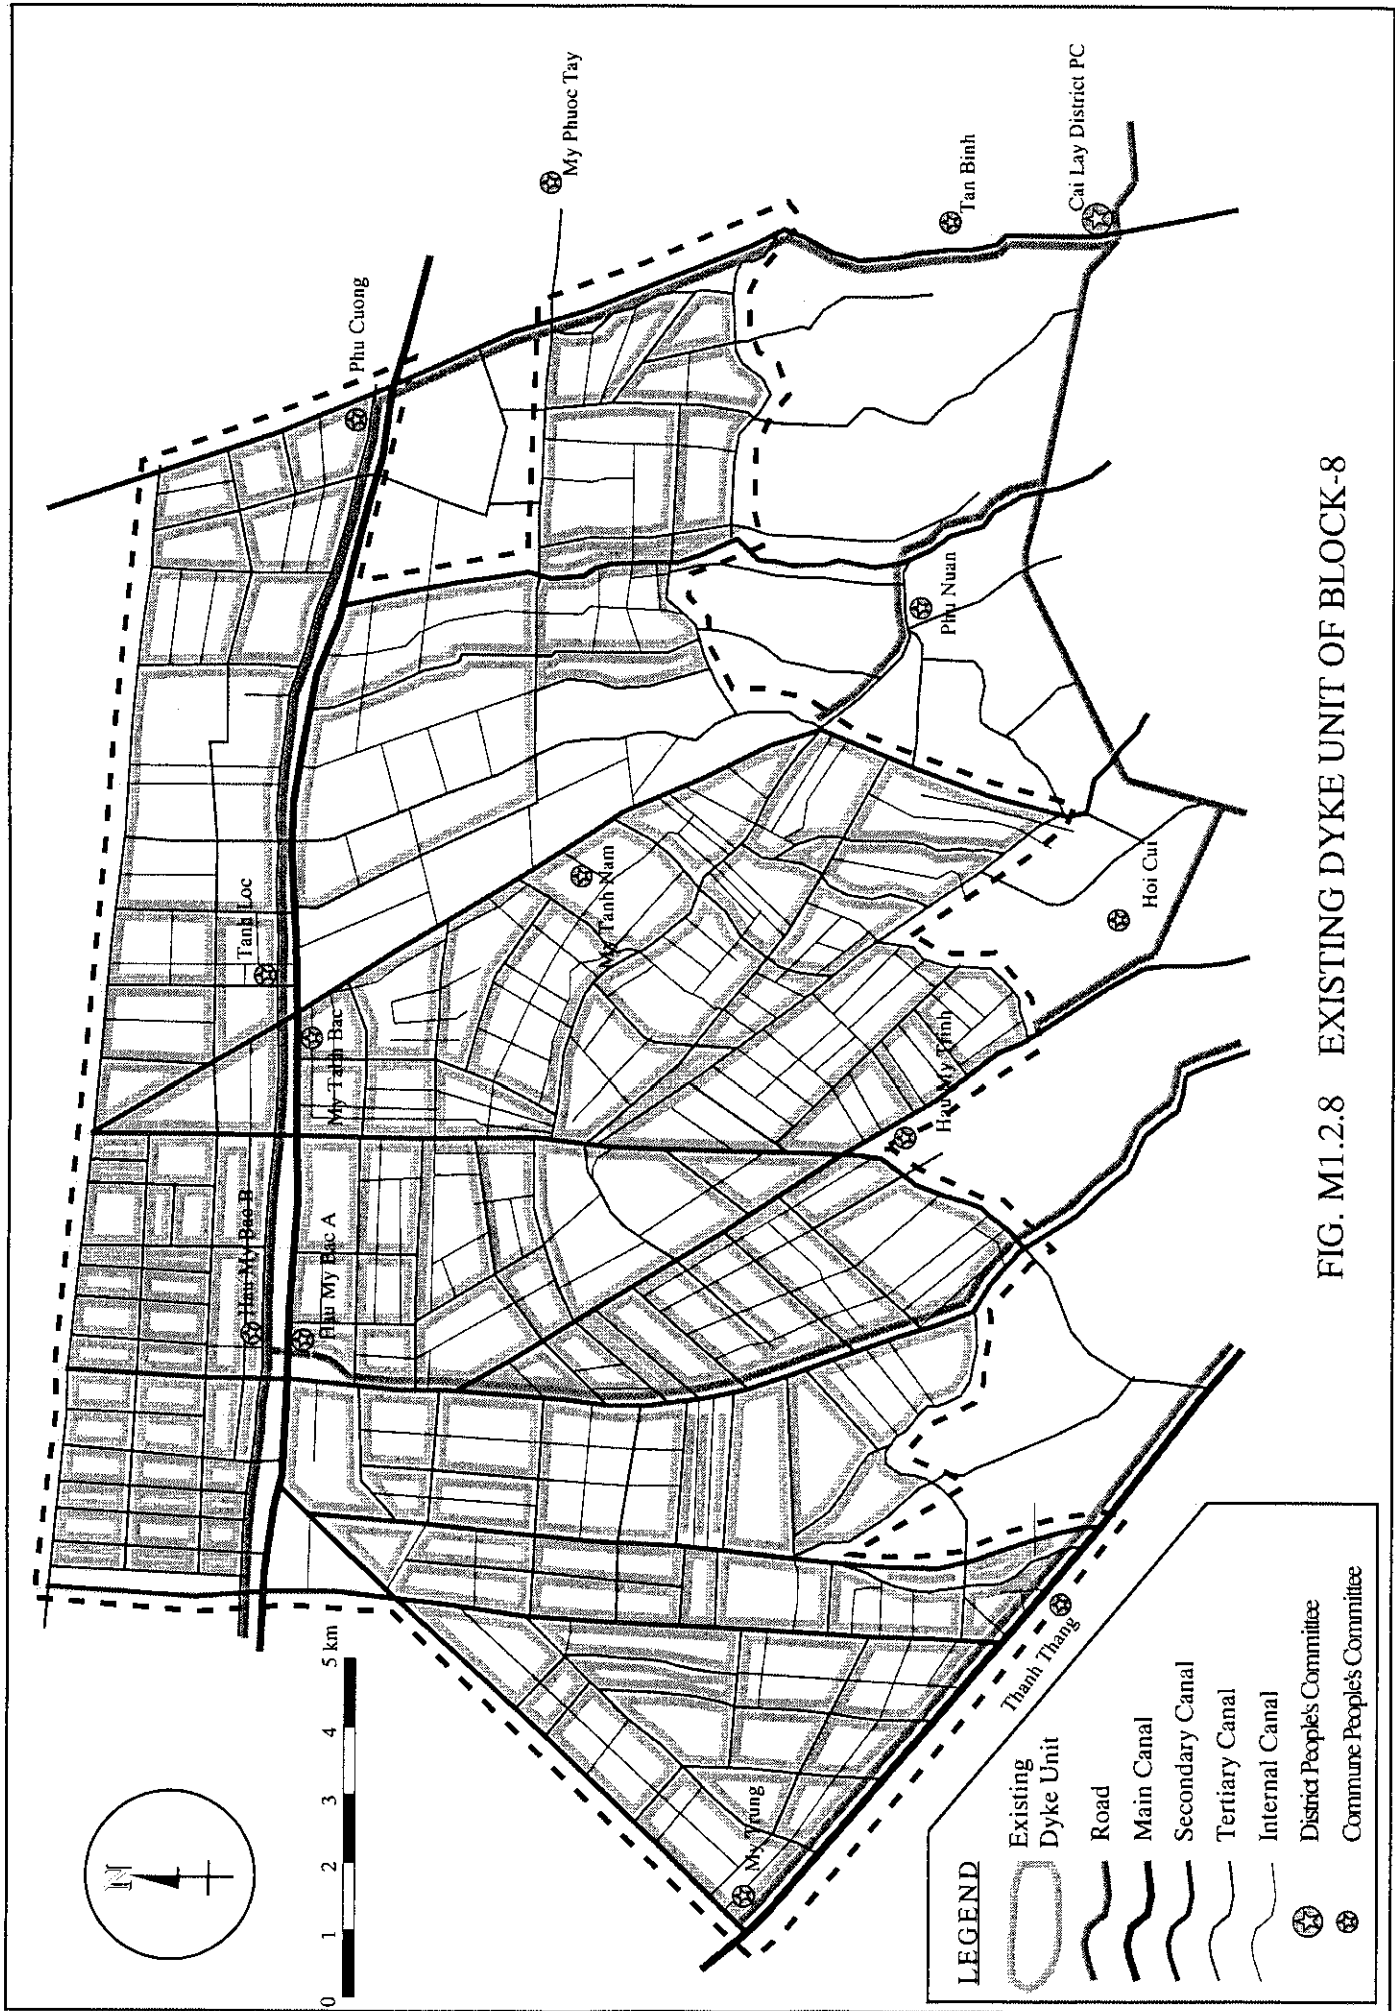 N
0 1 2 3 4 5 km
Hau My Bac B
Hau My Bac A
Tanh Loc
My Tanh Bac
Phu Cuong
My Phuoc Tay
My Tanh Nam
My Trung
Hau My Trinh
Phu Nuan
Tan Binh
Thanh Thang
Hoi Cui
Cai Lay District PC
LEGEND
Existing
Dyke Unit
Road
Main Canal
Secondary Canal
Tertiary Canal
Internal Canal
District People's Committee
Commune People's Committee
FIG. M1.2.8 EXISTING DYKE UNIT OF BLOCK-8